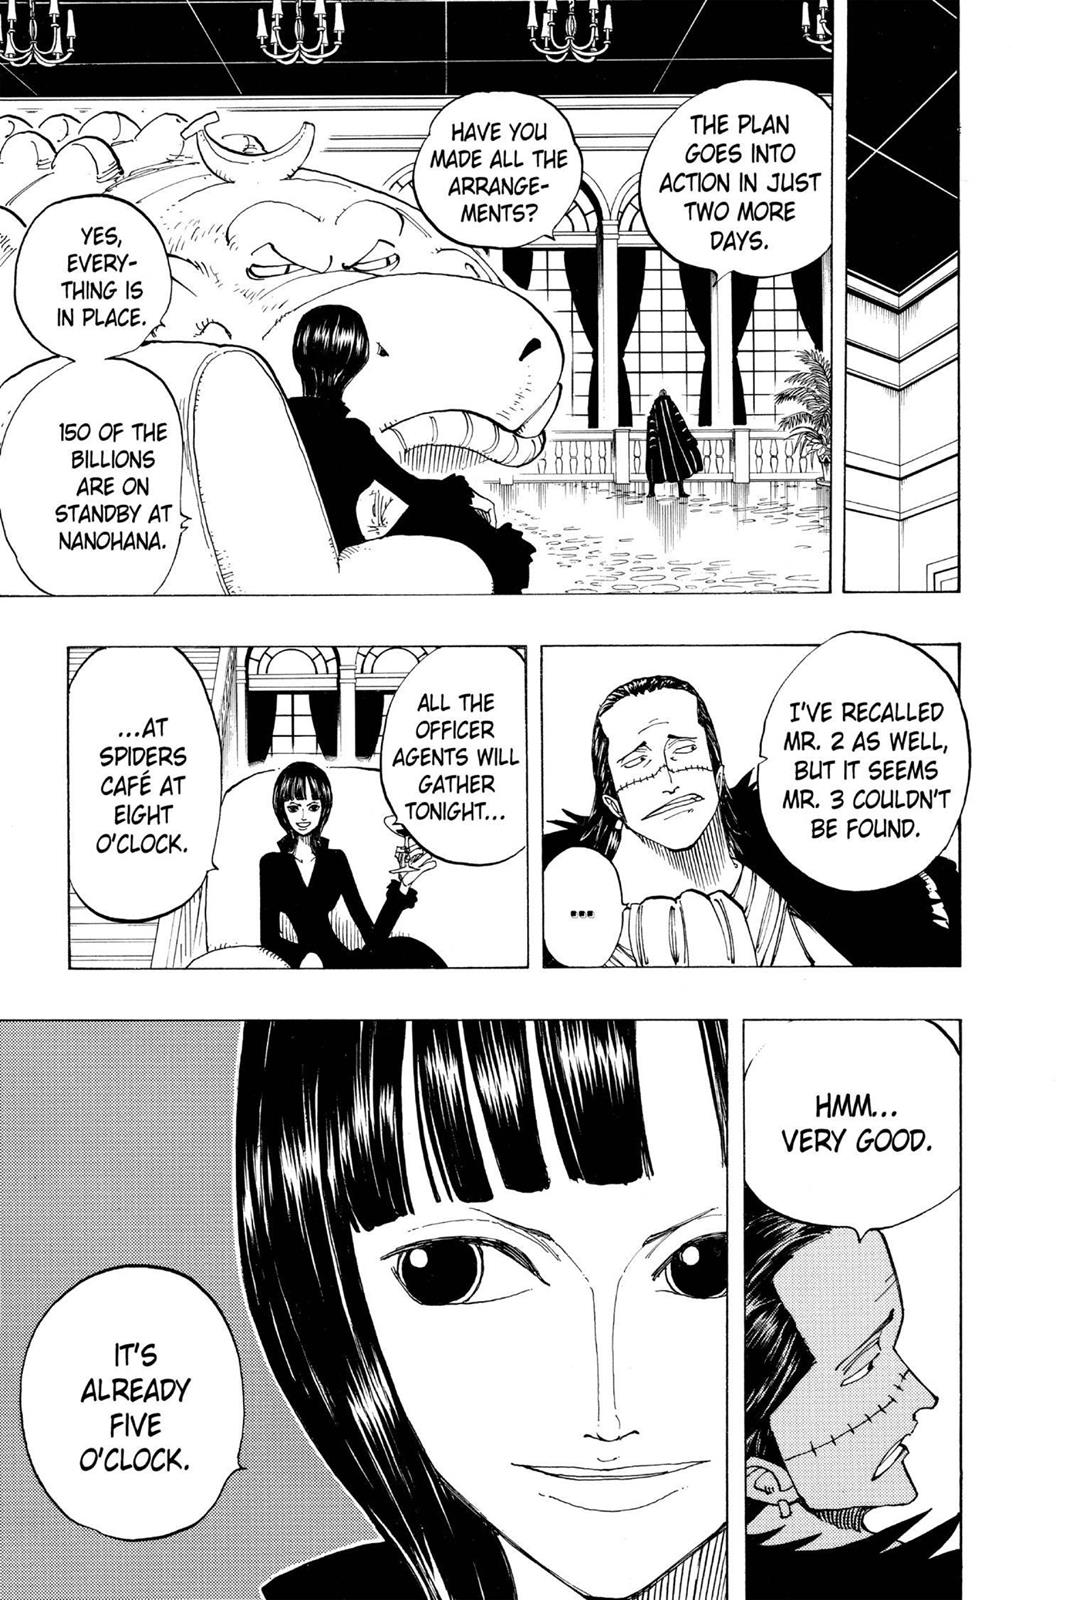 THE PLAN
GOES INTO
ACTION IN JUST
TWO MORE
DAYS.
HAVE YOU
MADE ALL THE
ARRANGE-
MENTS?
YES,
EVERY-
THING IS
IN PLACE.
150 OF THE
BILLIONS
ARE ON
STANDBY AT
NANOHANA.
I'VE RECALLED
MR. 2 AS WELL,
BUT IT SEEMS
MR. 3 COULDN'T
BE FOUND.
...
ALL THE
OFFICER
AGENTS WILL
GATHER
TONIGHT...
...AT
SPIDERS
CAFÉ AT
EIGHT
O'CLOCK.
HMM...
VERY GOOD.
IT'S
ALREADY
FIVE
O'CLOCK.